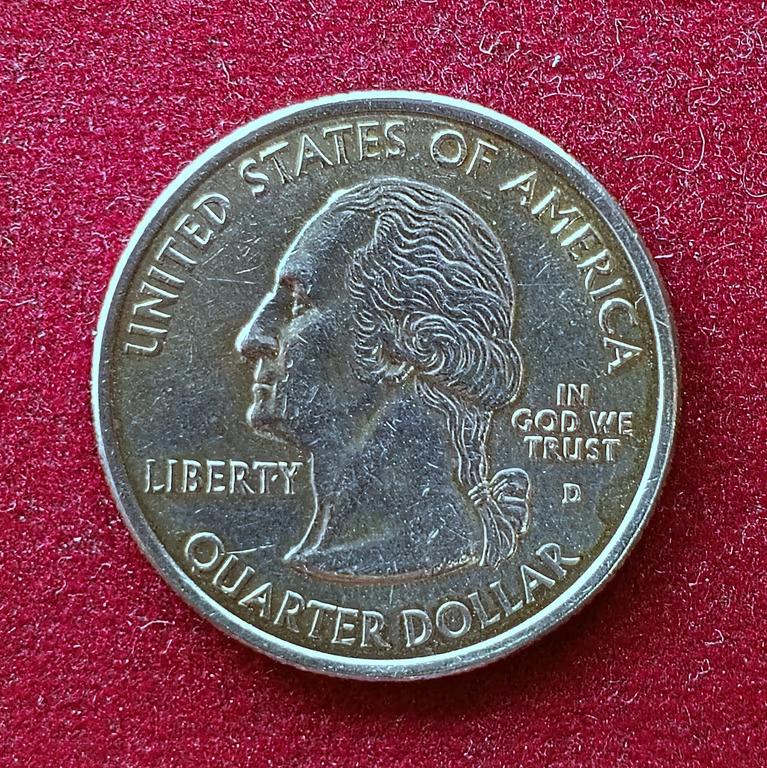 UNITED STATES OF AMERICA
LIBERTY
IN
GOD WE
TRUST
D
QUARTER DOLLAR